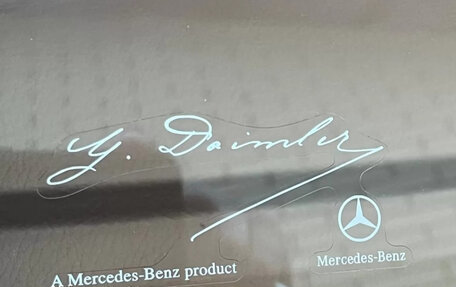 G. Daimler
Mercedes-Benz
A Mercedes-Benz product